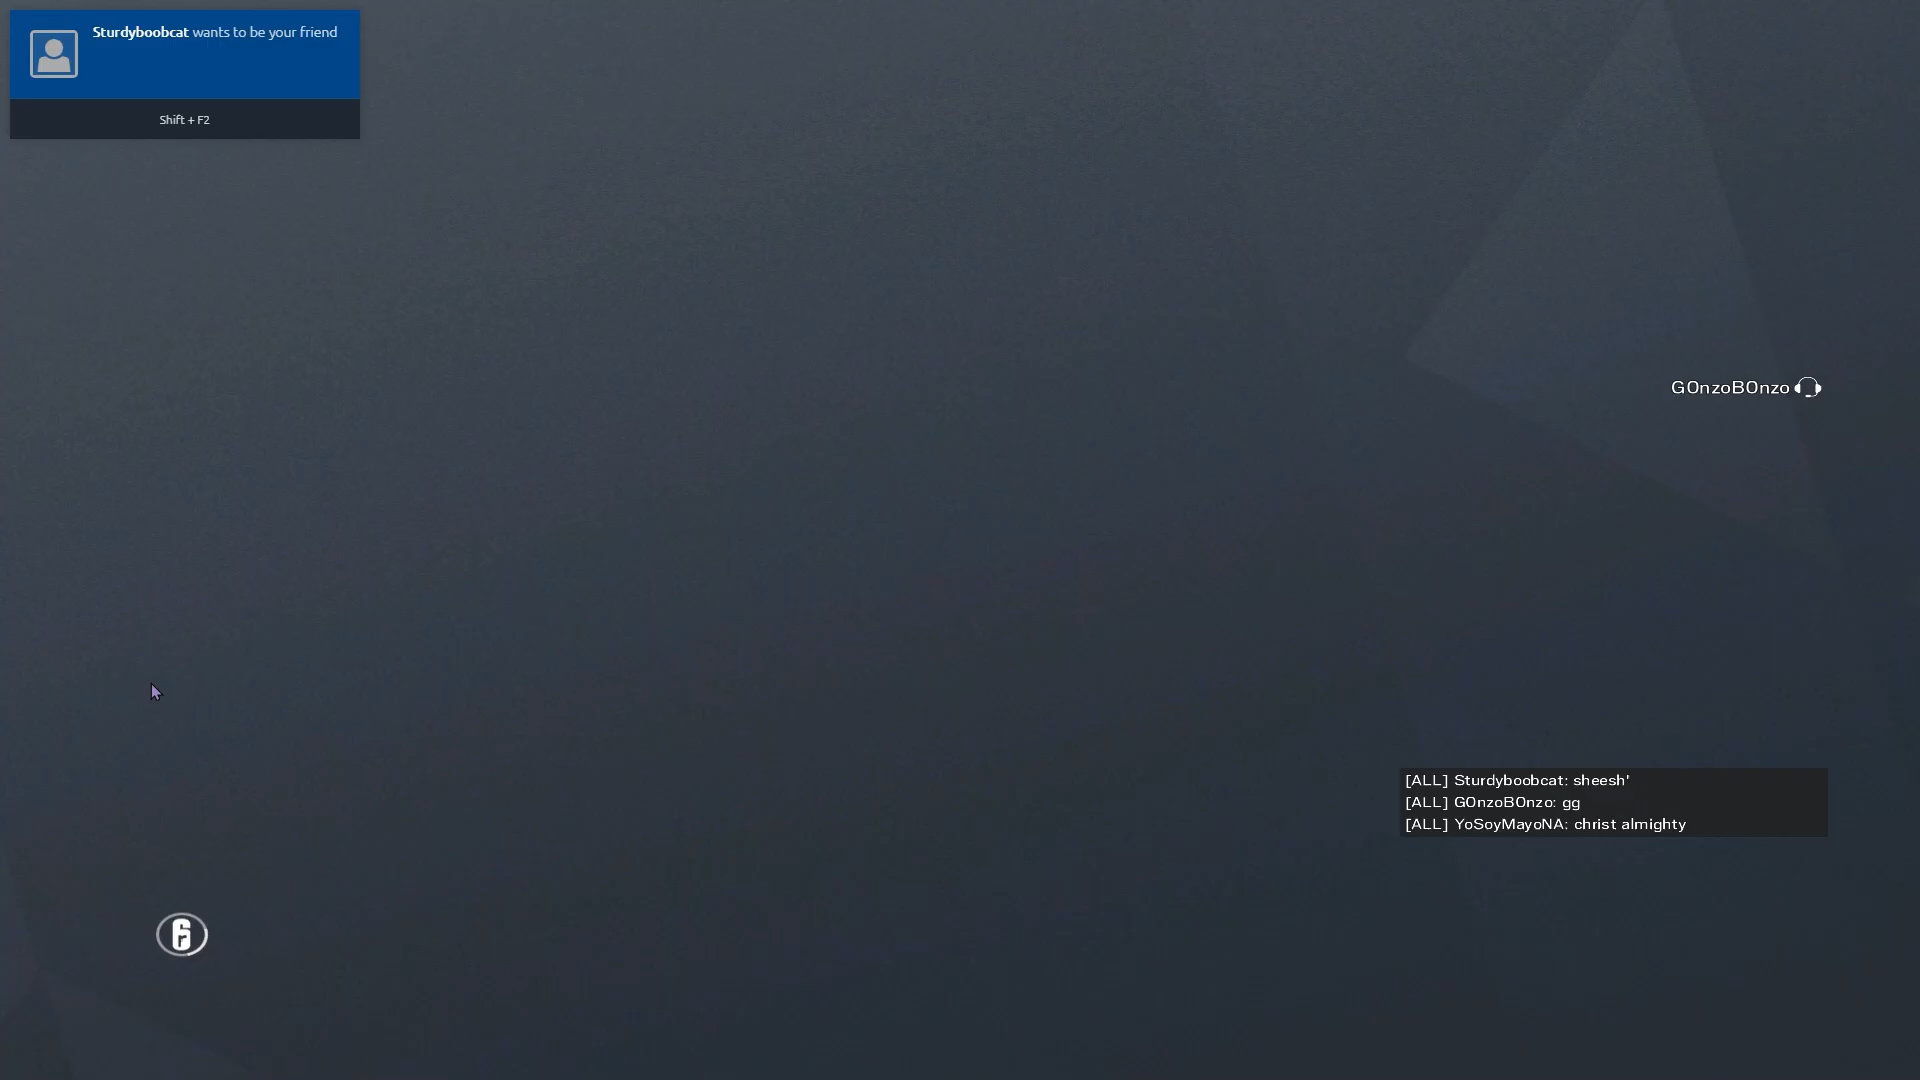 Sturdyboobcat wants to be your friend
Shift + F2
G0nzoB0nzo
[ALL] Sturdyboobcat: sheesh'
[ALL] G0nzoB0nzo: gg
[ALL] YoSoyMayoNA: christ almighty
6